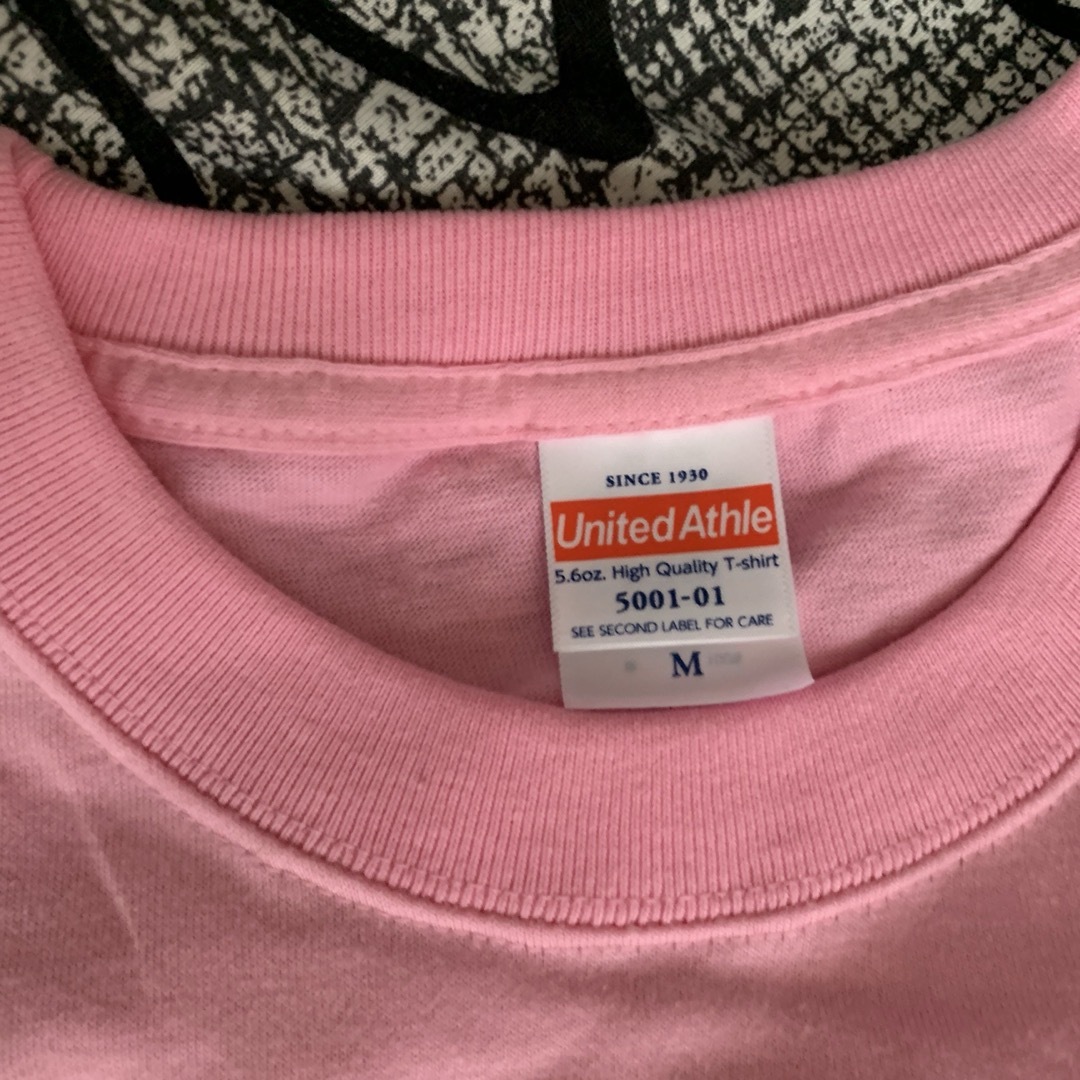 SINCE 1930
United Athle
5.6oz. High Quality T-shirt
5001-01
SEE SECOND LABEL FOR CARE
M